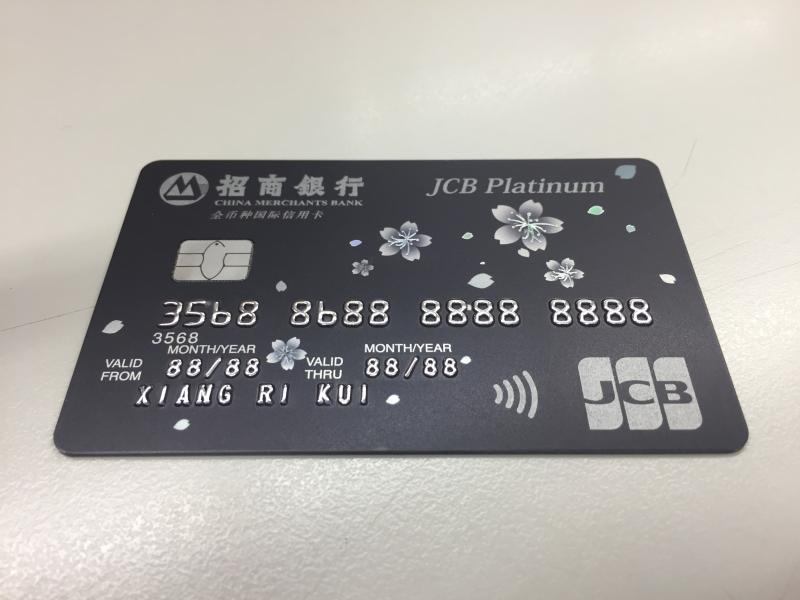 招商銀行
JCB Platinum
CHINA MERCHANTS BANK
全币种国际信用卡
3568 8688 8888 8888
3568
MONTH/YEAR MONTH/YEAR
VALID FROM 88/88 VALID THRU 88/88
XIANG RI KUI
JCB